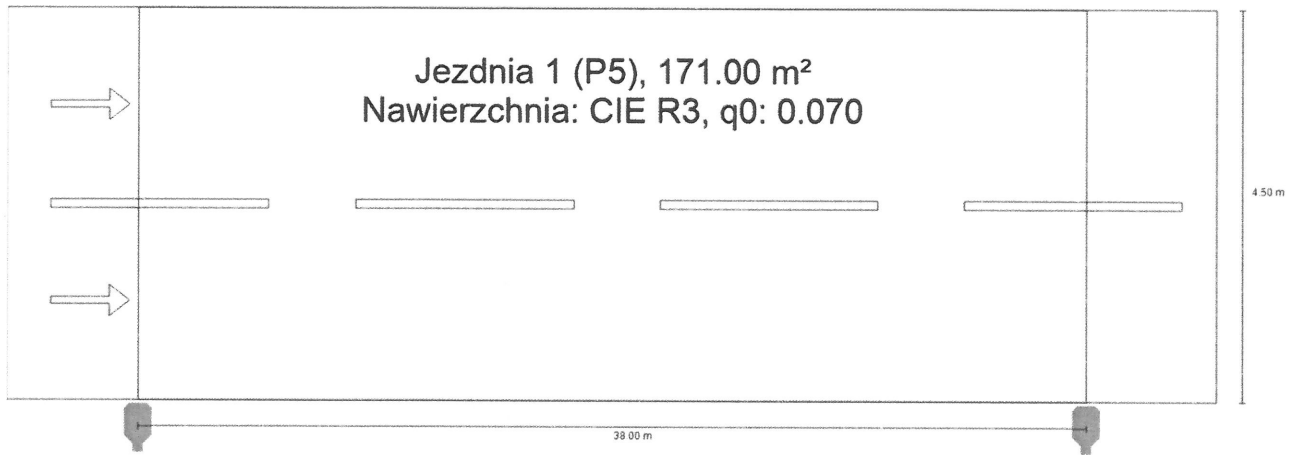 Jezdnia 1 (P5), 171.00 m²
Nawierzchnia: CIE R3, q0: 0.070
4.50 m
38.00 m